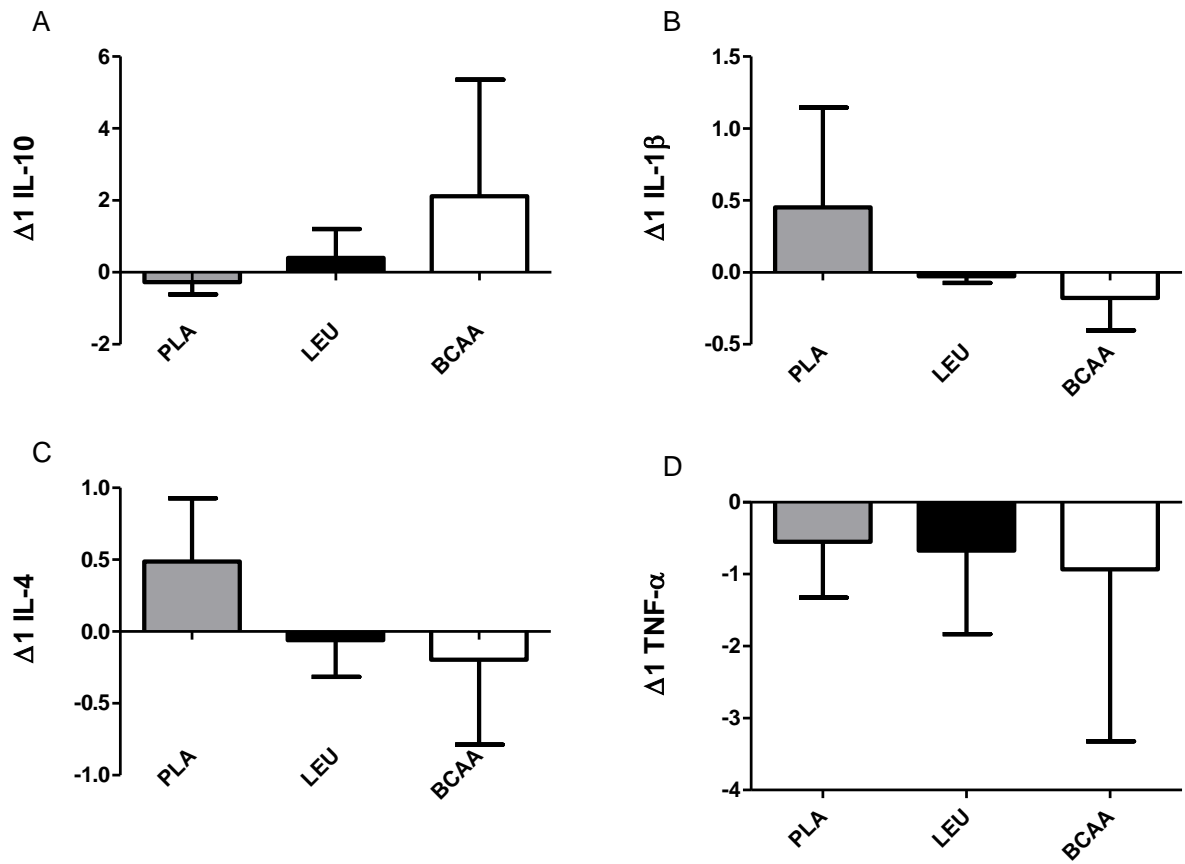 A
Δ1 IL-10
6
4
2
0
-2
PLA
LEU
BCAA
B
Δ1 IL-1β
1.5
1.0
0.5
0.0
-0.5
PLA
LEU
BCAA
C
Δ1 IL-4
1.0
0.5
0.0
-0.5
-1.0
PLA
LEU
BCAA
D
Δ1 TNF-α
0
-1
-2
-3
-4
PLA
LEU
BCAA